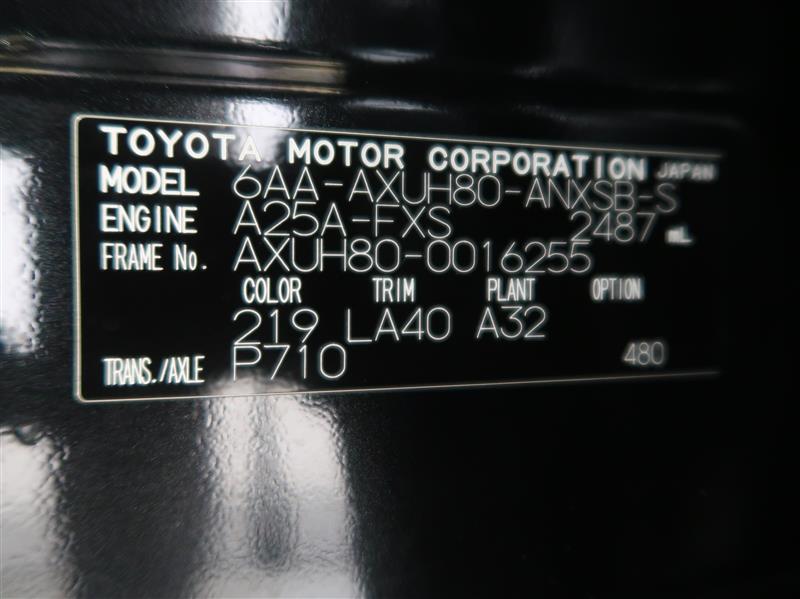 TOYOTA MOTOR CORPORATION JAPAN
MODEL 6AA-AXUH80-ANXSB-S
ENGINE A25A-FXS 2487 mL
FRAME No. AXUH80-0016255
COLOR TRIM PLANT OPTION
219 LA40 A32
TRANS./AXLE P710 480